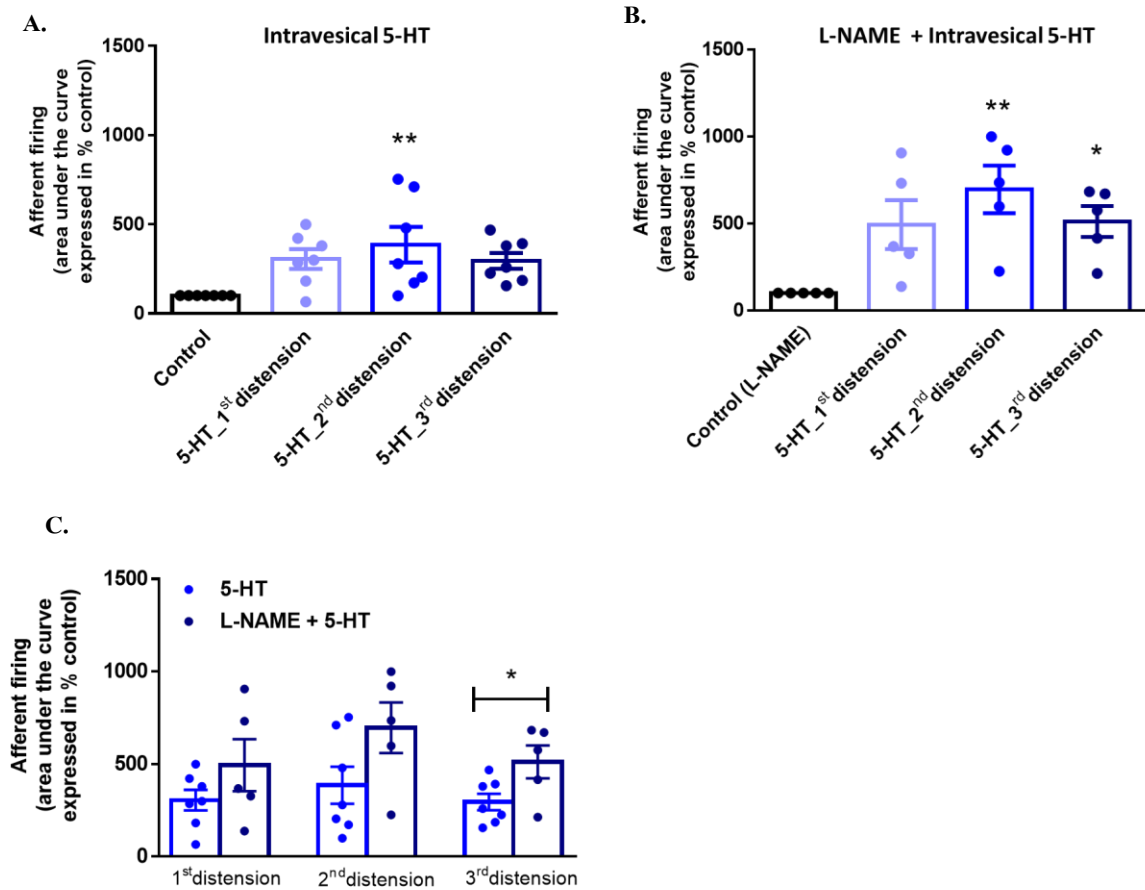 A.
Intravesical 5-HT
Afferent firing
(area under the curve
expressed in % control)
1500
1000
500
0
**
Control
5-HT_1st distension
5-HT_2nd distension
5-HT_3rd distension
B.
L-NAME + Intravesical 5-HT
Afferent firing
(area under the curve
expressed in % control)
1500
1000
500
0
**
*
Control (L-NAME)
5-HT_1st distension
5-HT_2nd distension
5-HT_3rd distension
C.
Afferent firing
(area under the curve
expressed in % control)
1500
1000
500
0
5-HT
L-NAME + 5-HT
*
1st distension
2nd distension
3rd distension